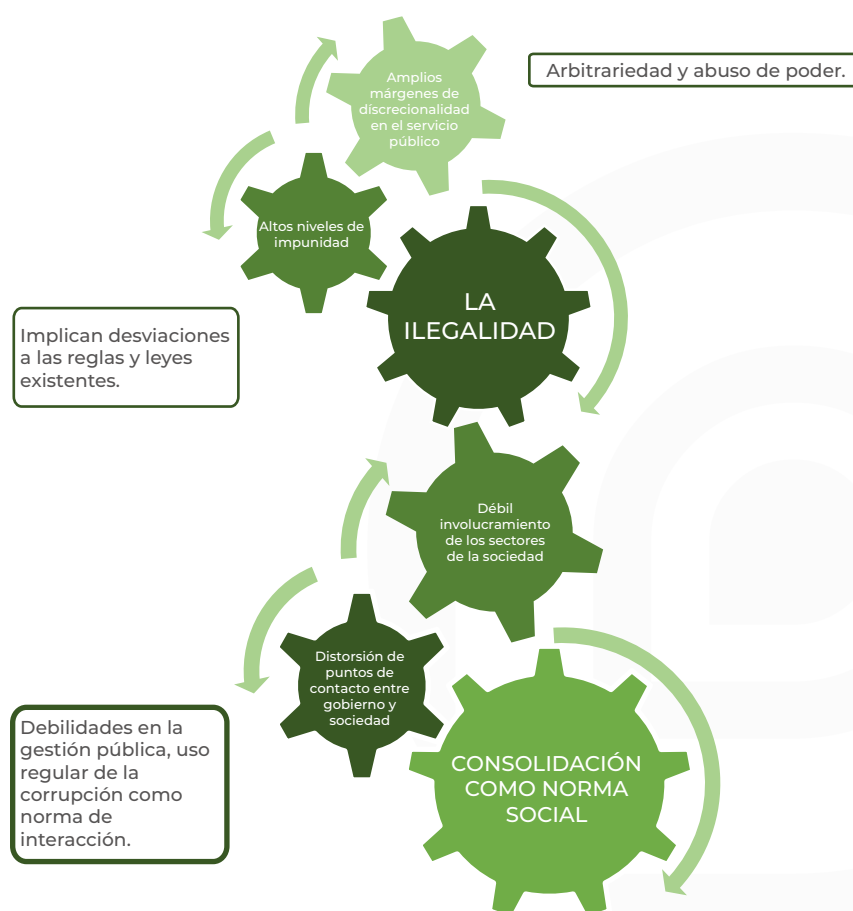 Amplios
márgenes de
díscrecionalidad
en el servicio
público
Arbitrariedad y abuso de poder.
Altos niveles de
impunidad
LA
ILEGALIDAD
Implican desviaciones
a las reglas y leyes
existentes.
Débil
involucramiento
de los sectores
de la sociedad
Distorsión de
puntos de
contacto entre
gobierno y
sociedad
Debilidades en la
gestión pública, uso
regular de la
corrupción como
norma de
interacción.
CONSOLIDACIÓN
COMO NORMA
SOCIAL